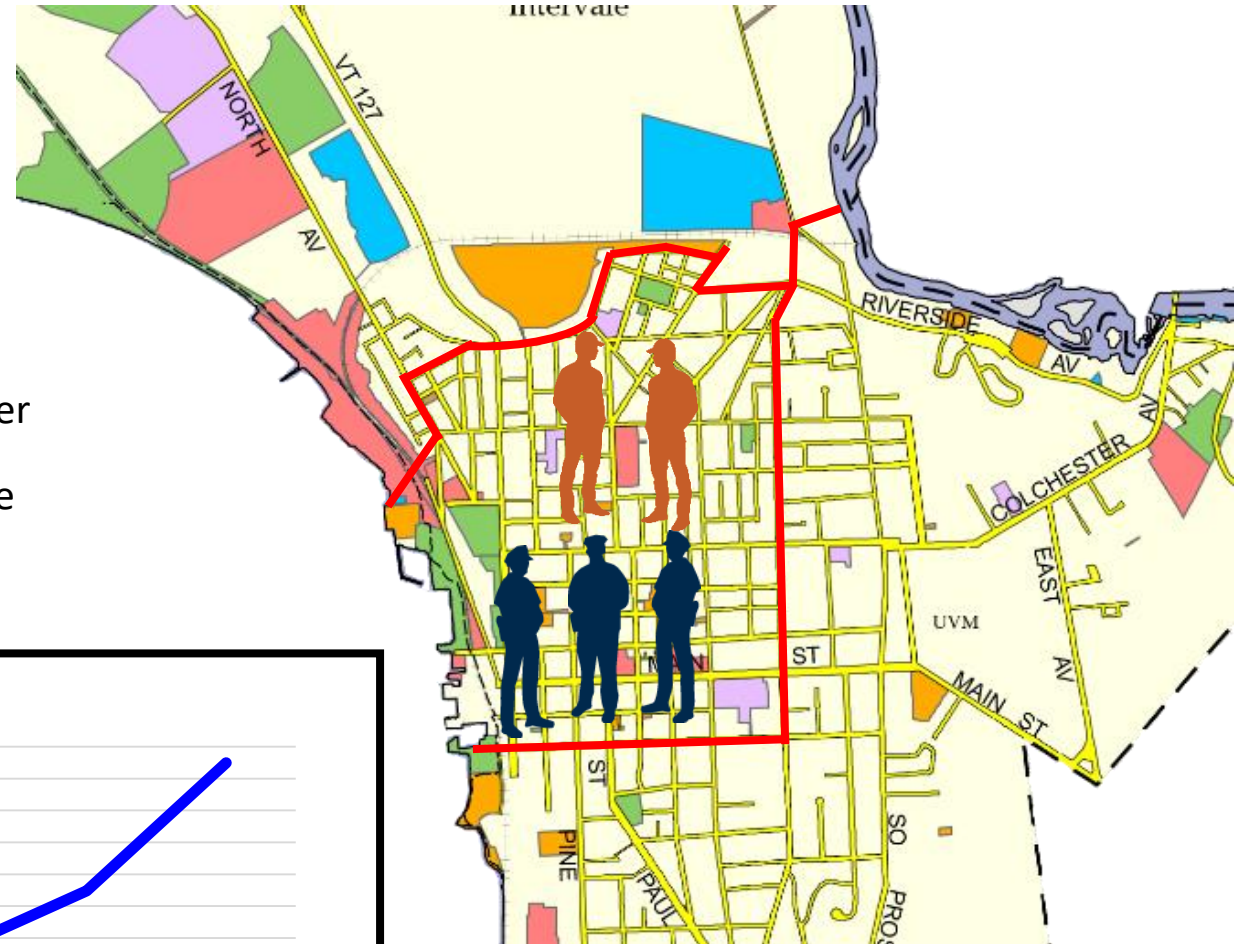 Intervale
VT 127
NORTH
AV
RIVERSIDE
AV
er
e
COLCHESTER
AV
EAST
AV
UVM
MAIN
ST
MAIN
ST
ST
PINE
PAUL
SO
PROS